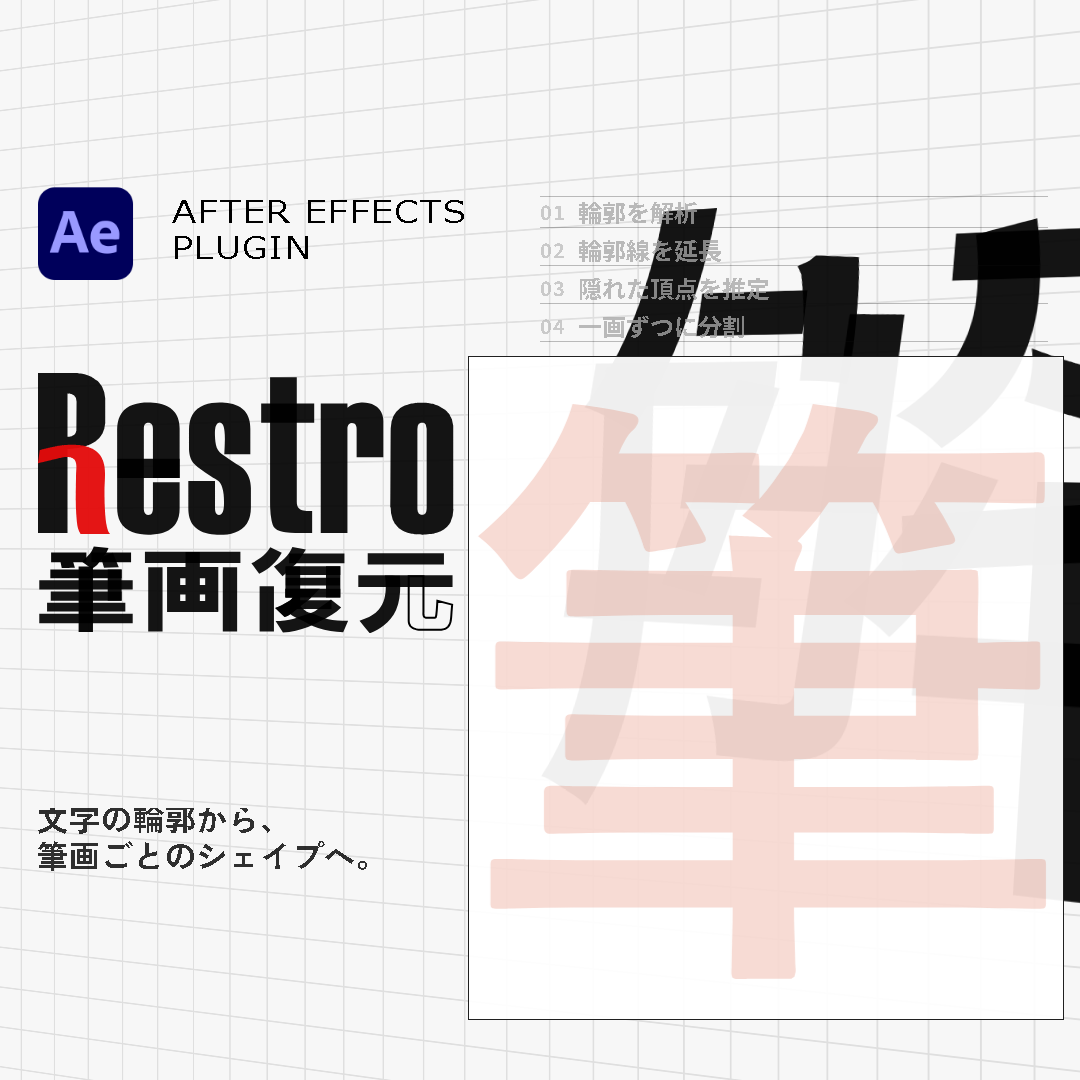 Ae
AFTER EFFECTS
PLUGIN
01 輪郭を解析
02 輪郭線を延長
03 隠れた頂点を推定
04 一画ずつに分割
Restro
筆画復元
筆
文字の輪郭から、
筆画ごとのシェイプへ。